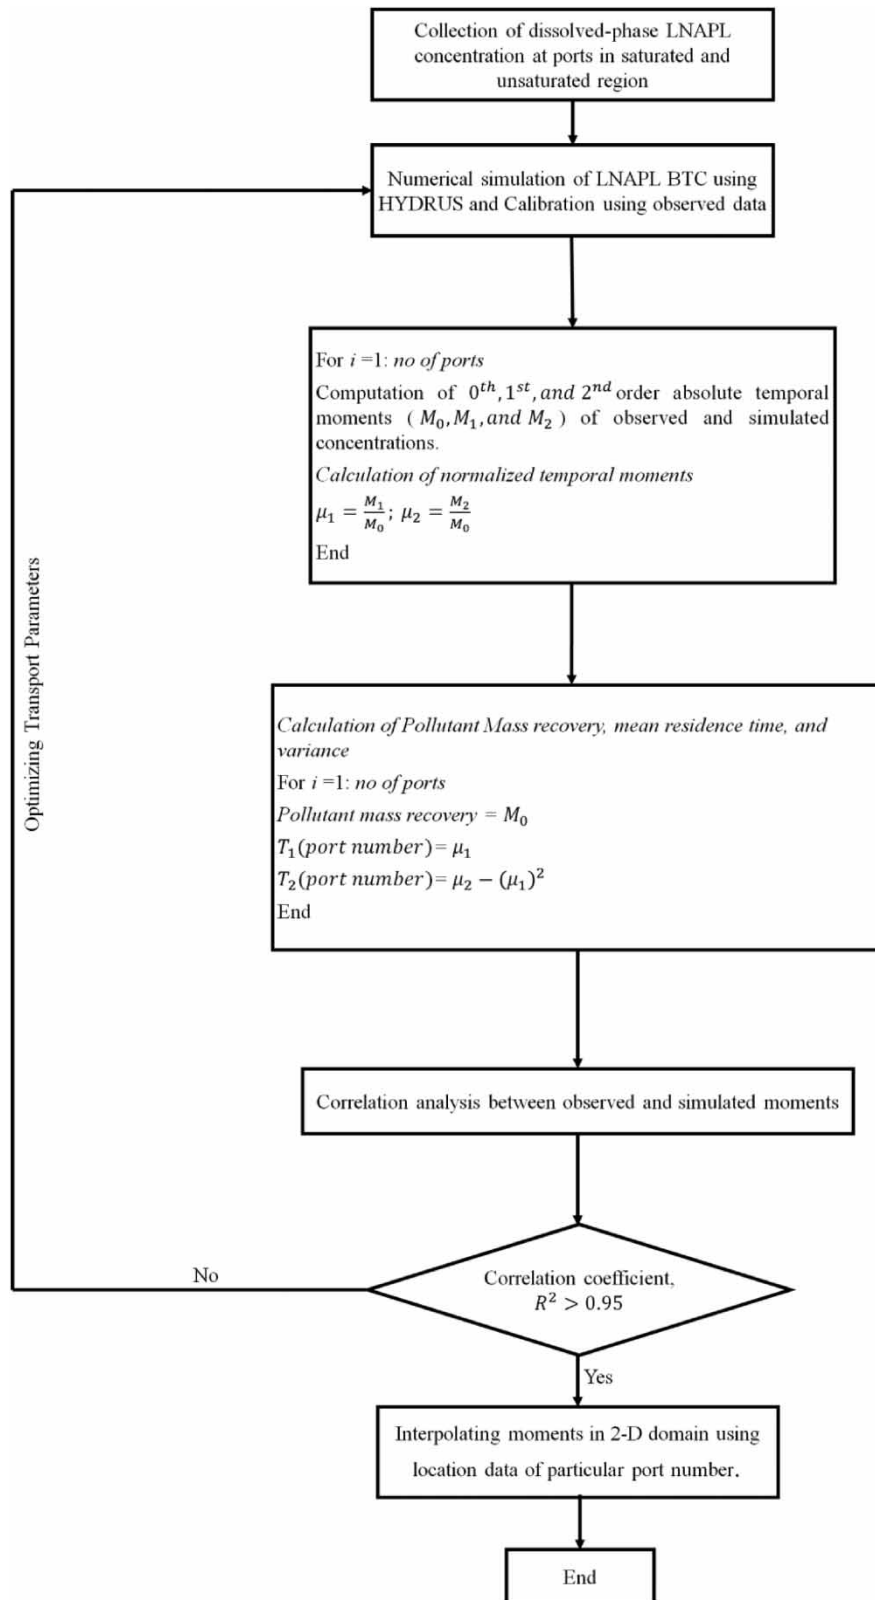 Collection of dissolved-phase LNAPL
concentration at ports in saturated and
unsaturated region
Numerical simulation of LNAPL BTC using
HYDRUS and Calibration using observed data
For i =1: no of ports
Computation of 0th, 1st, and 2nd order absolute temporal
moments ( M0, M1, and M2 ) of observed and simulated
concentrations.
Calculation of normalized temporal moments
μ1 = M1/M0 ; μ2 = M2/M0
End
Optimizing Transport Parameters
Calculation of Pollutant Mass recovery, mean residence time, and
variance
For i =1: no of ports
Pollutant mass recovery = M0
T1(port number)= μ1
T2(port number)= μ2 − (μ1)2
End
Correlation analysis between observed and simulated moments
No
Correlation coefficient,
R2 > 0.95
Yes
Interpolating moments in 2-D domain using
location data of particular port number.
End